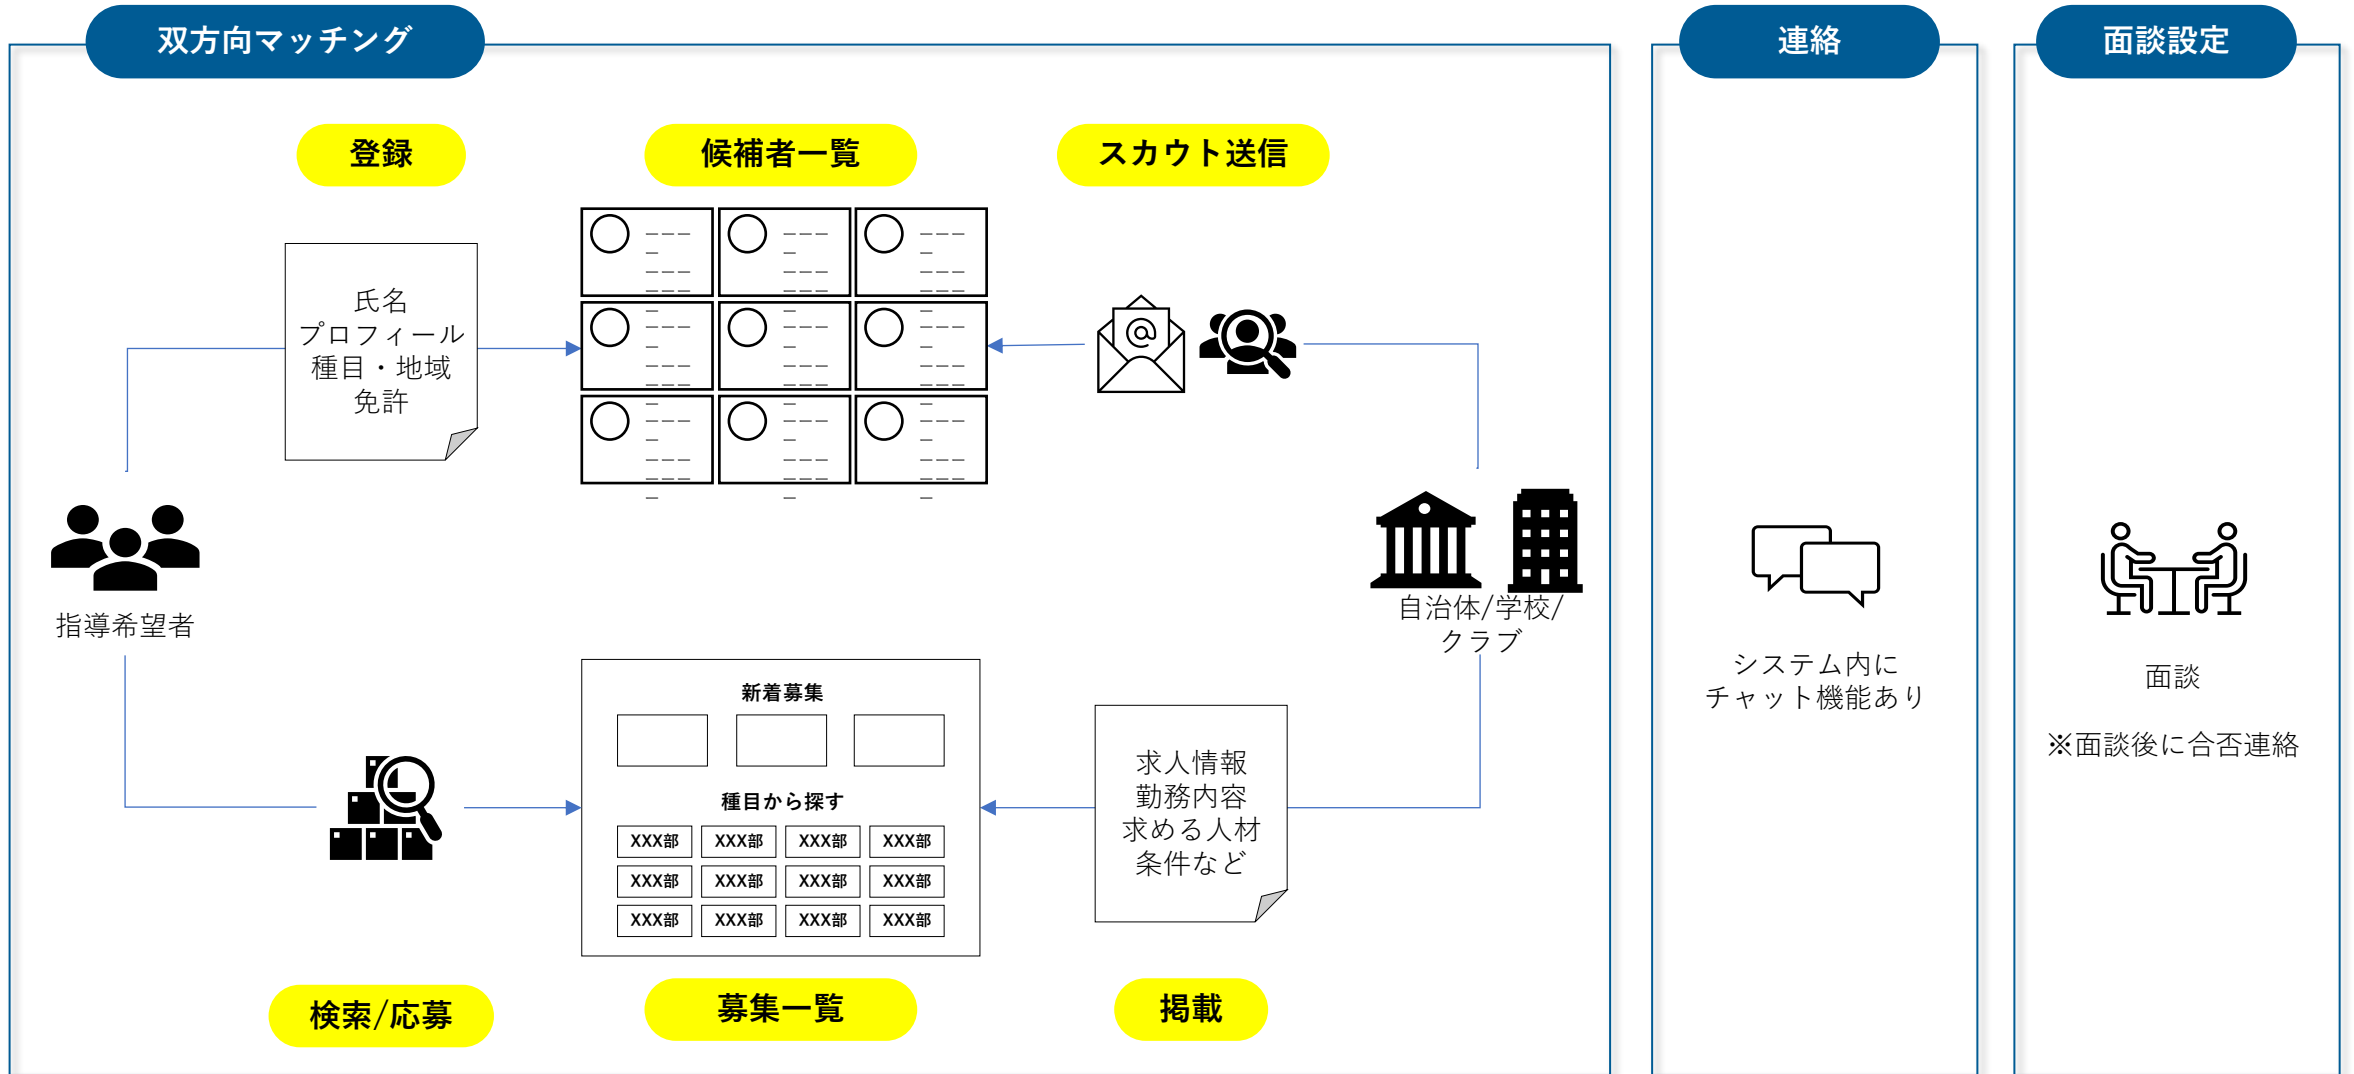 双方向マッチング
連絡
面談設定
登録
候補者一覧
スカウト送信
氏名
プロフィール
種目・地域
免許
@
指導希望者
自治体/学校/
クラブ
システム内に
チャット機能あり
面談
※面談後に合否連絡
新着募集
種目から探す
XXX部 XXX部 XXX部 XXX部
XXX部 XXX部 XXX部 XXX部
XXX部 XXX部 XXX部 XXX部
求人情報
勤務内容
求める人材
条件など
検索/応募
募集一覧
掲載